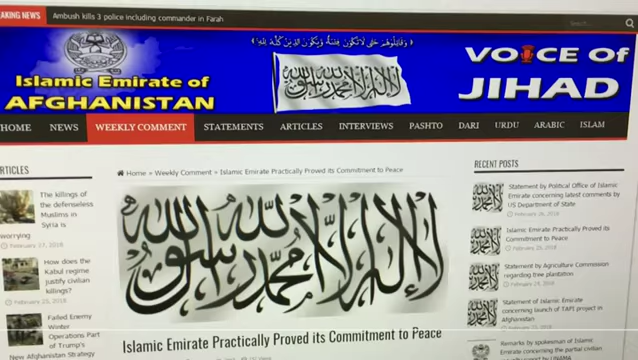 AKING NEWS Ambush kills 3 police including commander in Farah
Search...
Islamic Emirate of
AFGHANISTAN
﴿ وَقَاتِلُوهُمْ حَتَّى لاَ تَكُونَ فِتْنَةٌ وَيَكُونَ الدِّينُ كُلُّهُ لِلّهِ ﴾
لا إله إلا الله محمد رسول الله
VOICE OF
JIHAD
HOME NEWS WEEKLY COMMENT STATEMENTS ARTICLES INTERVIEWS PASHTO DARI URDU ARABIC ISLAM
RTICLES
The killings of
the defenseless
Muslims in
Syria is
worrying
February 27, 2018
How does the
Kabul regime
justify civilian
killings?
February 25, 2018
Failed Enemy
Winter
Operations Part
of Trump's
New Afghanistan Strategy
Home » Weekly Comment » Islamic Emirate Practically Proved its Commitment to Peace
لا إله إلا الله محمد رسول الله
Islamic Emirate Practically Proved its Commitment to Peace
RECENT POSTS
Statement by Political Office of Islamic
Emirate concerning latest comments by
US Department of State
February 26, 2018
Islamic Emirate Practically Proved its
Commitment to Peace
February 25, 2018
Statement by Agriculture Commission
regarding tree plantation
February 24, 2018
Statement of Islamic Emirate
concerning launch of TAPI project in
Afghanistan
February 23, 2018
Remarks by spokesman of Islamic
Emirate concerning the partial civilian